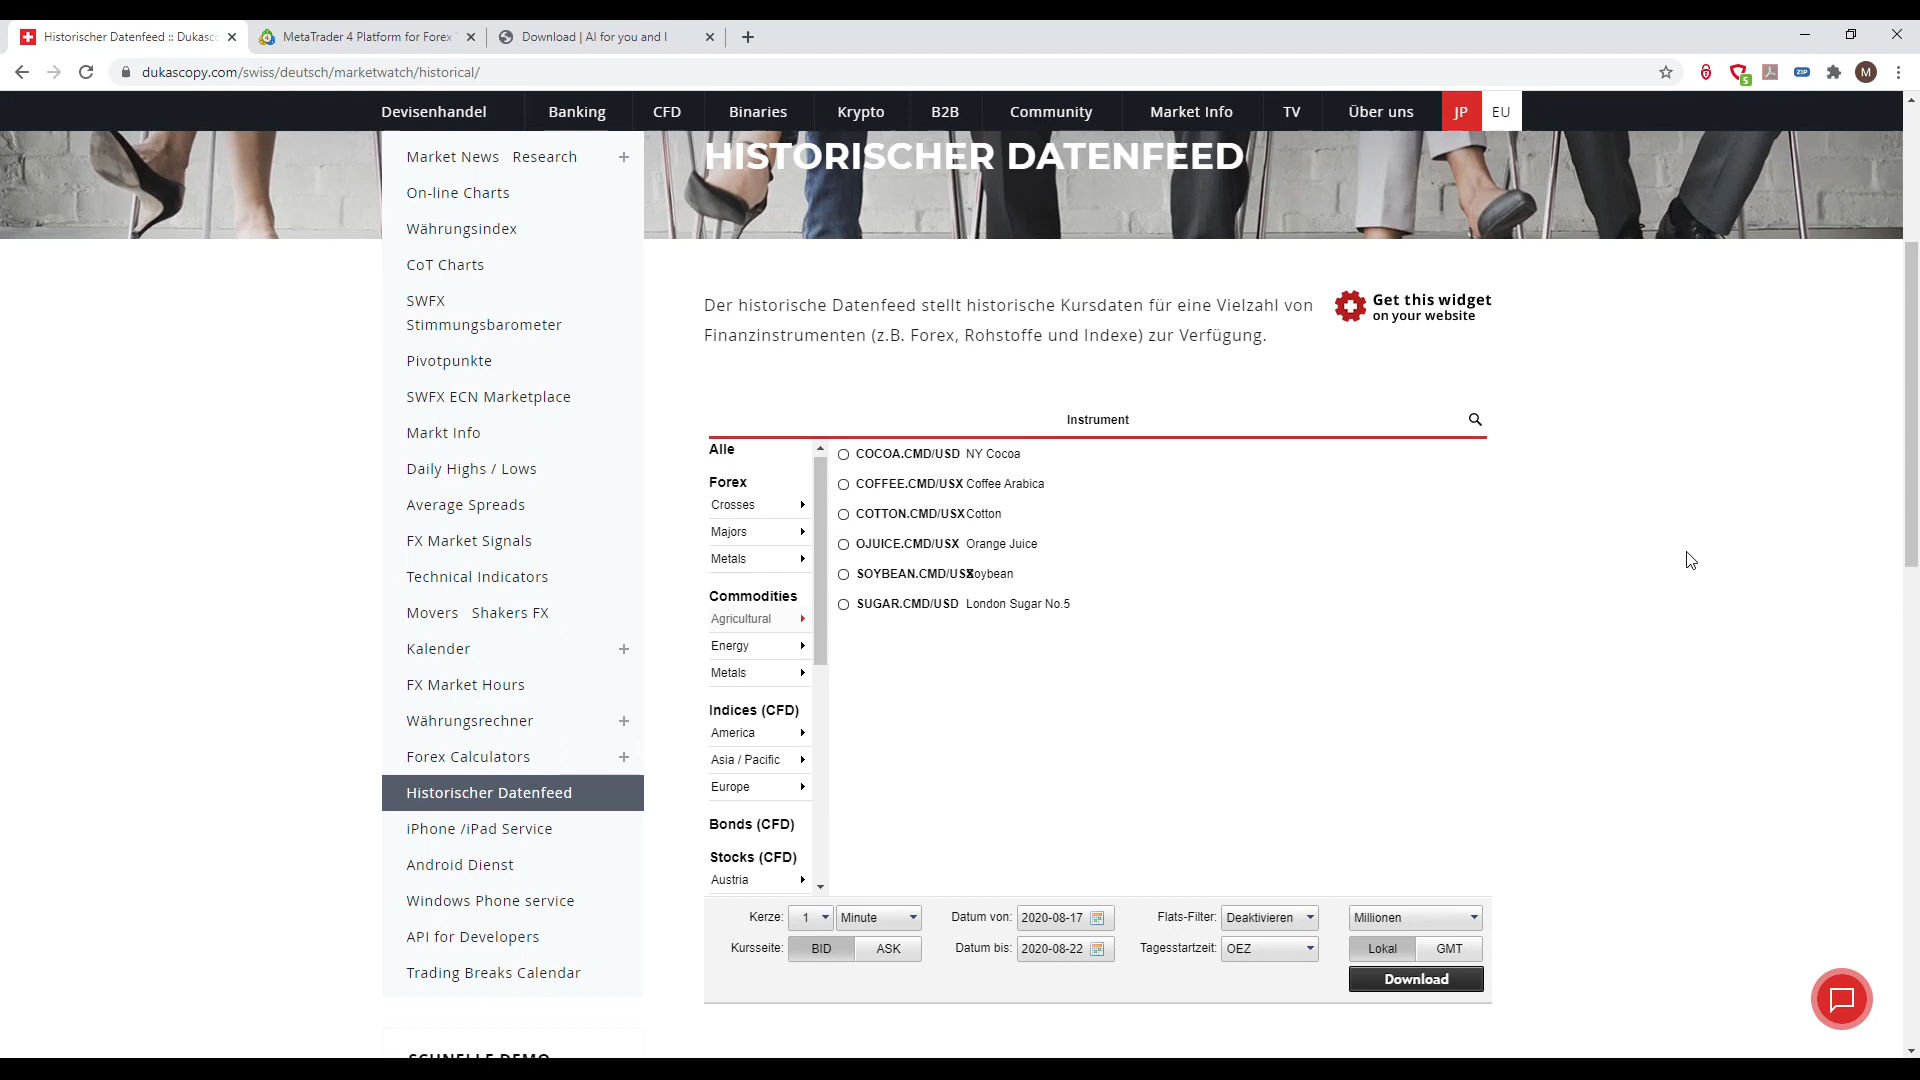 Historischer Datenfeed :: Dukasc
MetaTrader 4 Platform for Forex
Download | AI for you and I
dukascopy.com/swiss/deutsch/marketwatch/historical/
5
ZIP
M
Devisenhandel
Banking
CFD
Binaries
Krypto
B2B
Community
Market Info
TV
Über uns
JP
EU
HISTORISCHER DATENFEED
Market News Research
On-line Charts
Währungsindex
CoT Charts
SWFX
Stimmungsbarometer
Pivotpunkte
SWFX ECN Marketplace
Markt Info
Daily Highs / Lows
Average Spreads
FX Market Signals
Technical Indicators
Movers Shakers FX
Kalender
FX Market Hours
Währungsrechner
Forex Calculators
Historischer Datenfeed
iPhone /iPad Service
Android Dienst
Windows Phone service
API for Developers
Trading Breaks Calendar
SCHNELLE DEMO
Der historische Datenfeed stellt historische Kursdaten für eine Vielzahl von
Finanzinstrumenten (z.B. Forex, Rohstoffe und Indexe) zur Verfügung.
Get this widget
on your website
Instrument
Alle
Forex
Crosses
Majors
Metals
Commodities
Agricultural
Energy
Metals
Indices (CFD)
America
Asia / Pacific
Europe
Bonds (CFD)
Stocks (CFD)
Austria
COCOA.CMD/USD NY Cocoa
COFFEE.CMD/USX Coffee Arabica
COTTON.CMD/USX Cotton
OJUICE.CMD/USX Orange Juice
SOYBEAN.CMD/USX Soybean
SUGAR.CMD/USD London Sugar No.5
Kerze: 1 Minute
Datum von: 2020-08-17
Flats-Filter: Deaktivieren
Millionen
Kursseite: BID ASK
Datum bis: 2020-08-22
Tagesstartzeit: OEZ
Lokal GMT
Download